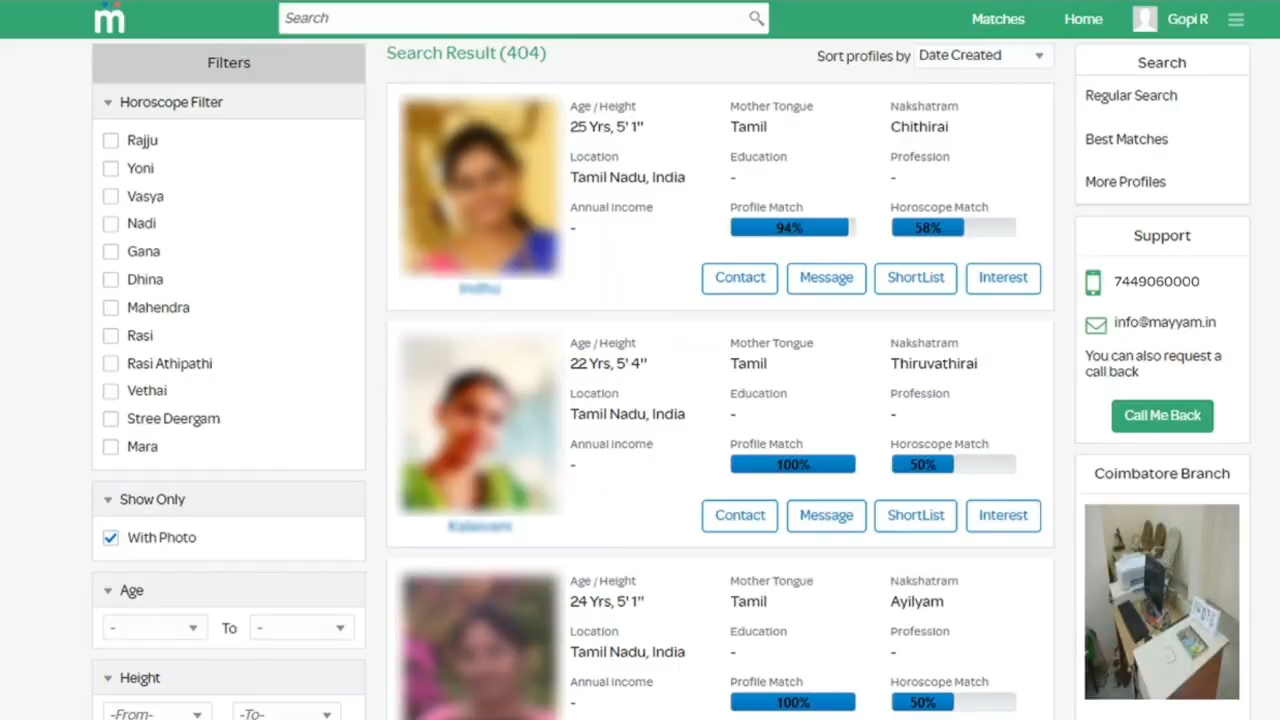 m
Search
Matches
Home
Gopi R
Filters
Horoscope Filter
Rajju
Yoni
Vasya
Nadi
Gana
Dhina
Mahendra
Rasi
Rasi Athipathi
Vethai
Stree Deergam
Mara
Show Only
With Photo
Age
-
To
-
Height
-From-
-To-
Search Result (404)
Sort profiles by
Date Created
Age / Height
Mother Tongue
Nakshatram
25 Yrs, 5' 1"
Tamil
Chithirai
Location
Education
Profession
Tamil Nadu, India
-
-
Annual Income
Profile Match
Horoscope Match
-
94%
58%
Contact
Message
ShortList
Interest
Age / Height
Mother Tongue
Nakshatram
22 Yrs, 5' 4"
Tamil
Thiruvathirai
Location
Education
Profession
Tamil Nadu, India
-
-
Annual Income
Profile Match
Horoscope Match
-
100%
50%
Contact
Message
ShortList
Interest
Age / Height
Mother Tongue
Nakshatram
24 Yrs, 5' 1"
Tamil
Ayilyam
Location
Education
Profession
Tamil Nadu, India
-
-
Annual Income
Profile Match
Horoscope Match
-
100%
50%
Search
Regular Search
Best Matches
More Profiles
Support
7449060000
info@mayyam.in
You can also request a
call back
Call Me Back
Coimbatore Branch